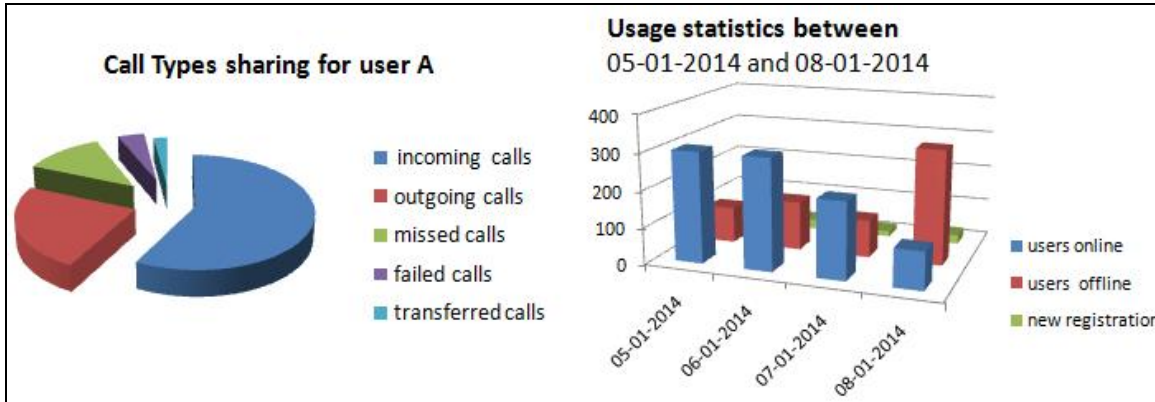 Call Types sharing for user A
incoming calls
outgoing calls
missed calls
failed calls
transferred calls
Usage statistics between
05-01-2014 and 08-01-2014
400
300
200
100
0
05-01-2014
06-01-2014
07-01-2014
08-01-2014
users online
users offline
new registration